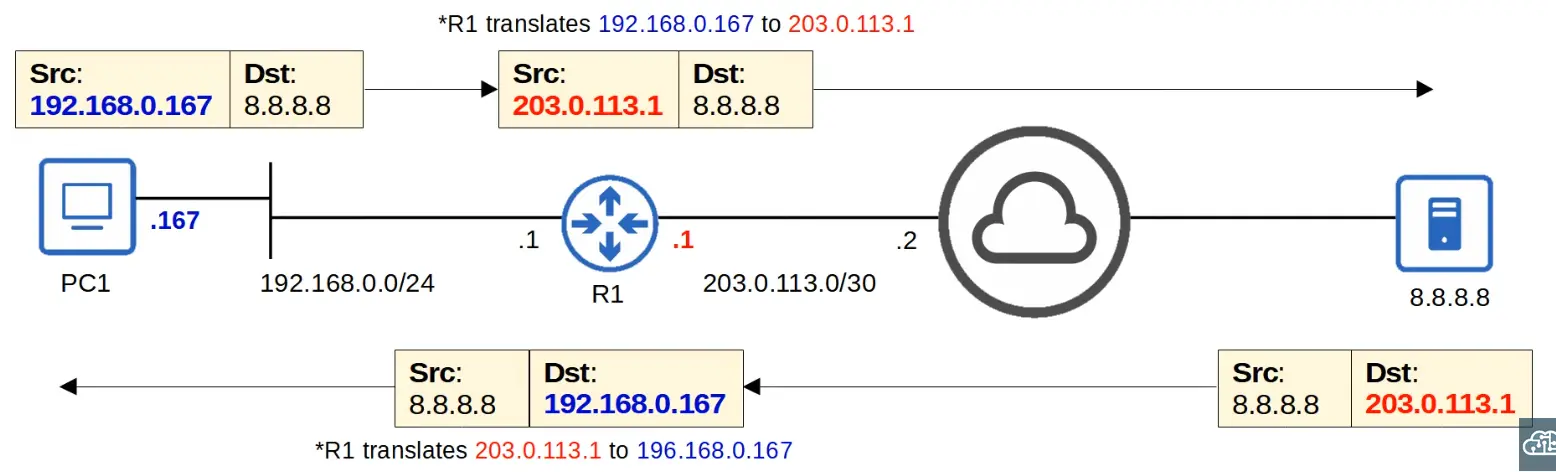 *R1 translates 192.168.0.167 to 203.0.113.1
Src: Dst:
192.168.0.167 8.8.8.8
Src: Dst:
203.0.113.1 8.8.8.8
.167
.1
.1
.2
PC1
192.168.0.0/24
R1
203.0.113.0/30
8.8.8.8
Src: Dst:
8.8.8.8 192.168.0.167
Src: Dst:
8.8.8.8 203.0.113.1
*R1 translates 203.0.113.1 to 196.168.0.167